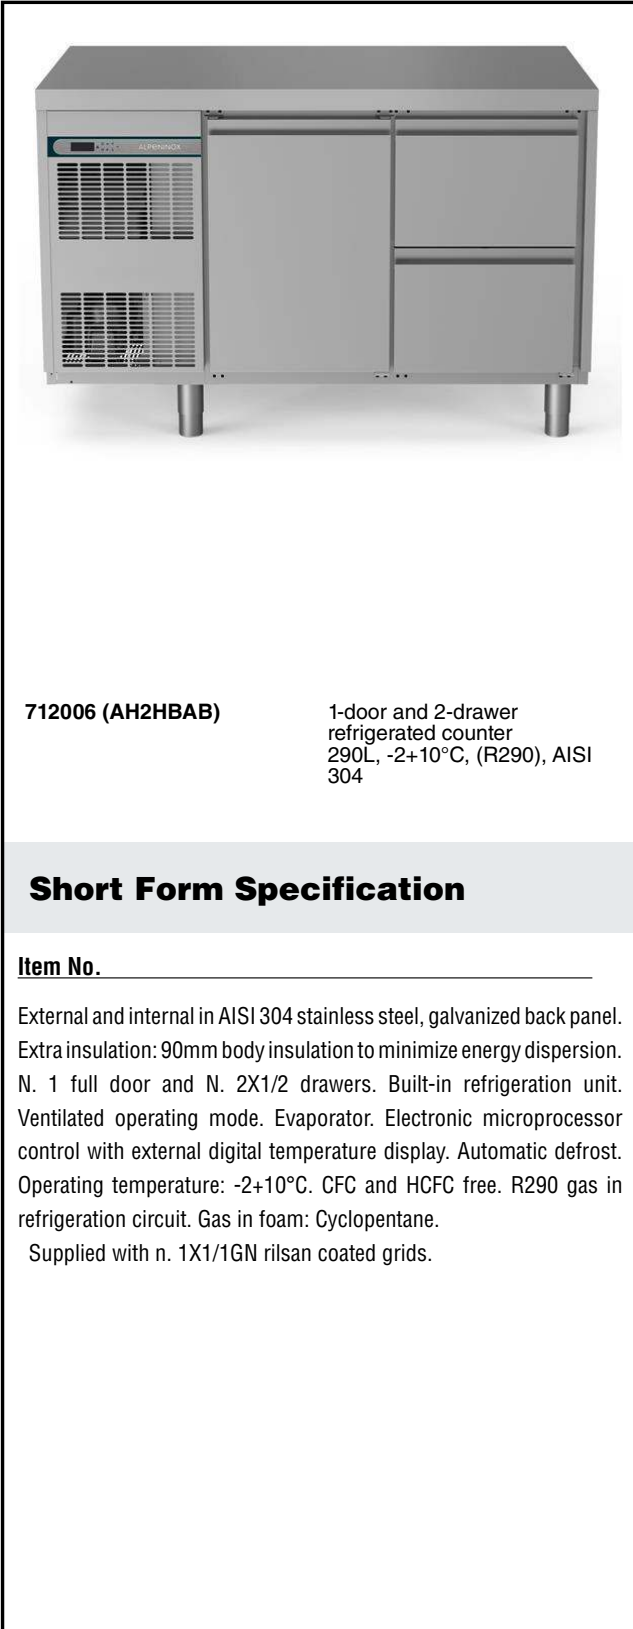 ALPENINOX
712006 (AH2HBAB)
1-door and 2-drawer
refrigerated counter
290L, -2+10°C, (R290), AISI
304
Short Form Specification
Item No.
External and internal in AISI 304 stainless steel, galvanized back panel.
Extra insulation: 90mm body insulation to minimize energy dispersion.
N. 1 full door and N. 2X1/2 drawers. Built-in refrigeration unit.
Ventilated operating mode. Evaporator. Electronic microprocessor
control with external digital temperature display. Automatic defrost.
Operating temperature: -2+10°C. CFC and HCFC free. R290 gas in
refrigeration circuit. Gas in foam: Cyclopentane.
Supplied with n. 1X1/1GN rilsan coated grids.